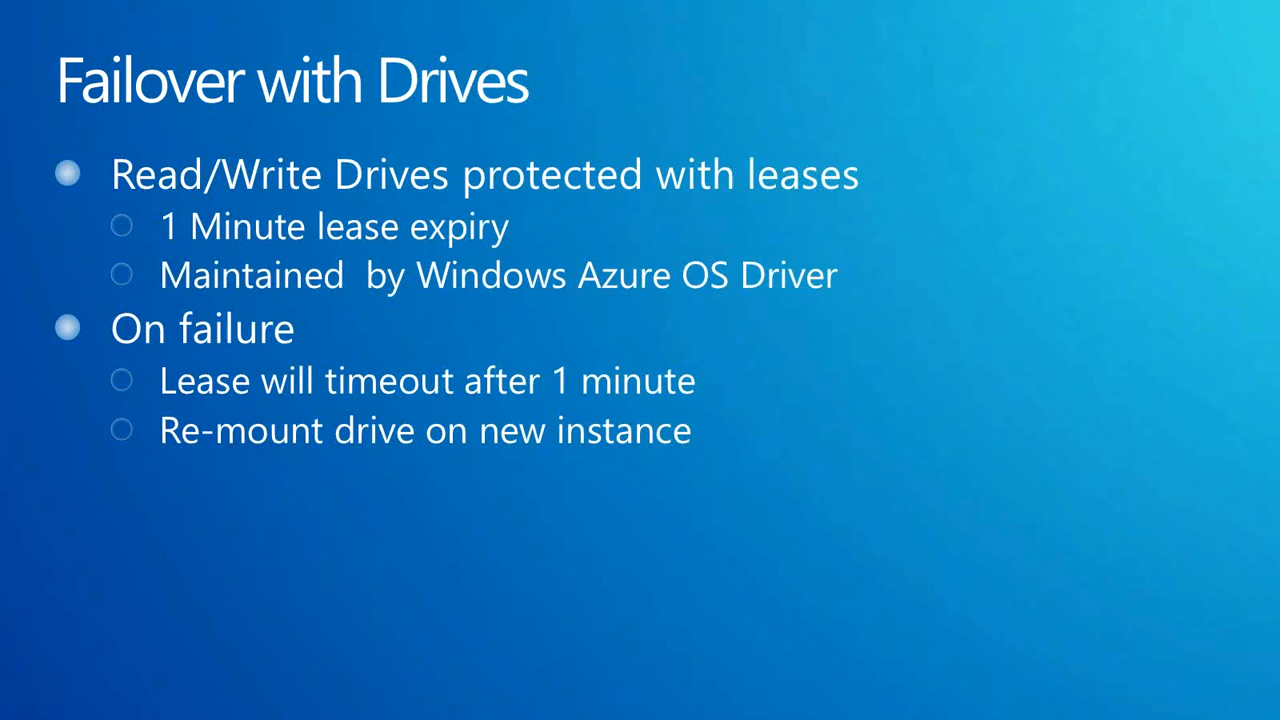 Failover with Drives
Read/Write Drives protected with leases
1 Minute lease expiry
Maintained  by Windows Azure OS Driver
On failure
Lease will timeout after 1 minute
Re-mount drive on new instance